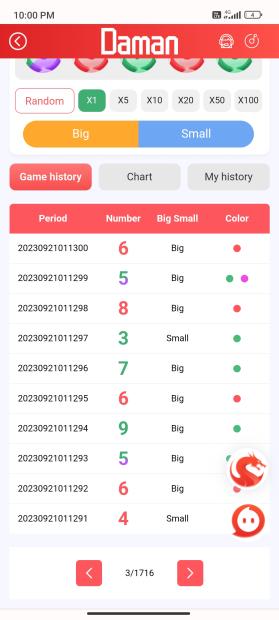 10:00 PM 4G 4
Daman
Random X1 X5 X10 X20 X50 X100
Big Small
Game history Chart My history
Period Number Big Small Color
20230921011300 6 Big
20230921011299 5 Big
20230921011298 8 Big
20230921011297 3 Small
20230921011296 7 Big
20230921011295 6 Big
20230921011294 9 Big
20230921011293 5 Big
20230921011292 6 Big
20230921011291 4 Small
3/1716